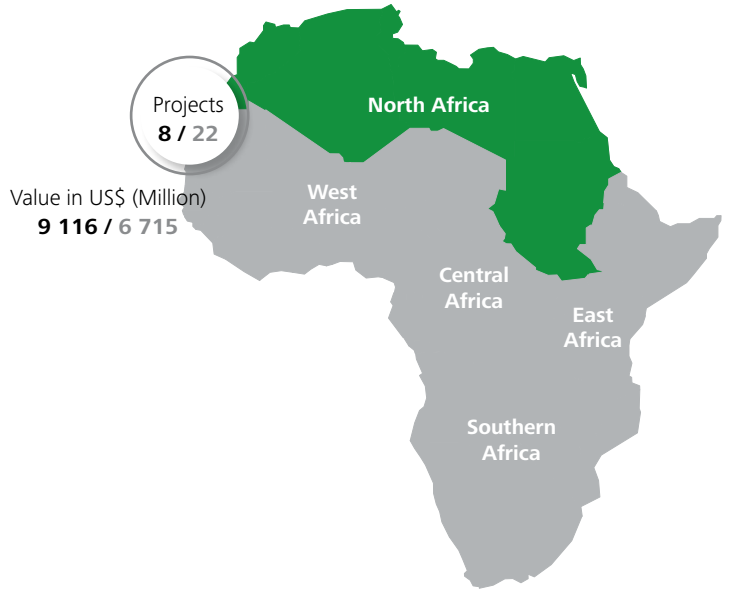 North Africa
Projects
8 / 22
Value in US$ (Million)
9 116 / 6 715
West
Africa
Central
Africa
East
Africa
Southern
Africa